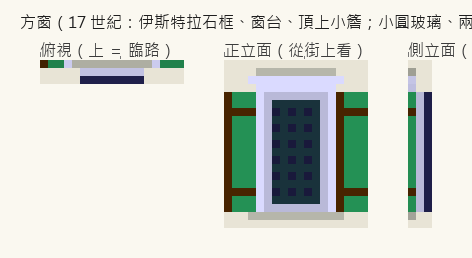 方窗（17 世紀：伊斯特拉石框、窗台、頂上小簷；小圓玻璃、兩
俯視（上 = 臨路）
正立面（從街上看）
側立面（